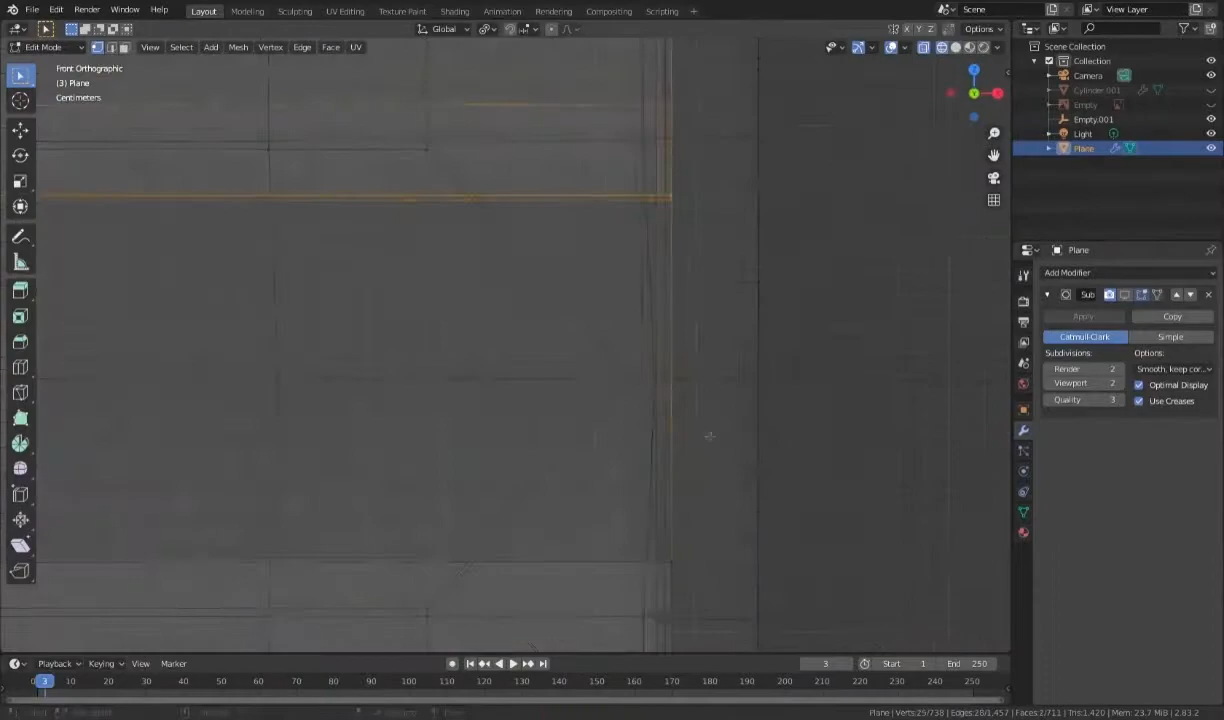 File Edit Render Window Help Layout Modeling Sculpting UV Editing Texture Paint Shading Animation Rendering Compositing Scripting + Scene View Layer
Global X Y Z Options
Edit Mode View Select Add Mesh Vertex Edge Face UV
Front Orthographic
(3) Plane
Centimeters
Z
Y
X
Scene Collection
Collection
Camera
Cylinder.001
Empty
Empty.001
Light
Plane
Plane
Add Modifier
Sub
Apply Copy
Catmull-Clark Simple
Subdivisions: Options:
Render 2 Smooth, keep cor...
Viewport 2 Optimal Display
Quality 3 Use Creases
Playback Keying View Marker 3 Start 1 End 250
0 3 10 20 30 40 50 60 70 80 90 100 110 120 130 140 150 160 170 180 190 200 210 220 230 240 250
Plane | Verts:25/738 | Edges:28/1,457 | Faces:2/711 | Tris:1,420 | Mem: 23.7 MiB | 2.83.2